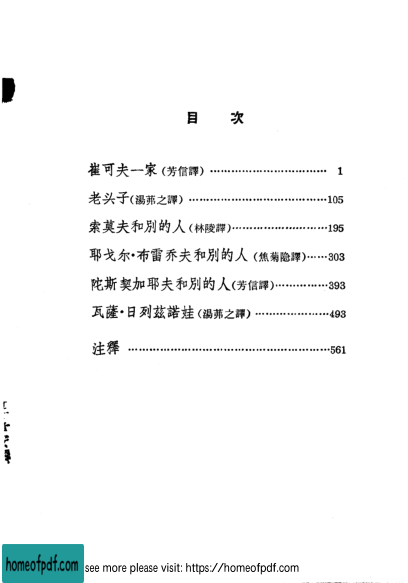 目 次
崔可夫一家(芳信譯) ································ 1
老头子(湯茀之譯) ································105
索莫夫和別的人(林陵譯)····························195
耶戈尔·布雷乔夫和別的人(焦菊隐譯)······303
陀斯契加耶夫和別的人(芳信譯)···············393
瓦薩·日列兹諾娃(湯茀之譯)·····················493
注釋 ························································561
homeofpdf.com
see more please visit: https://homeofpdf.com